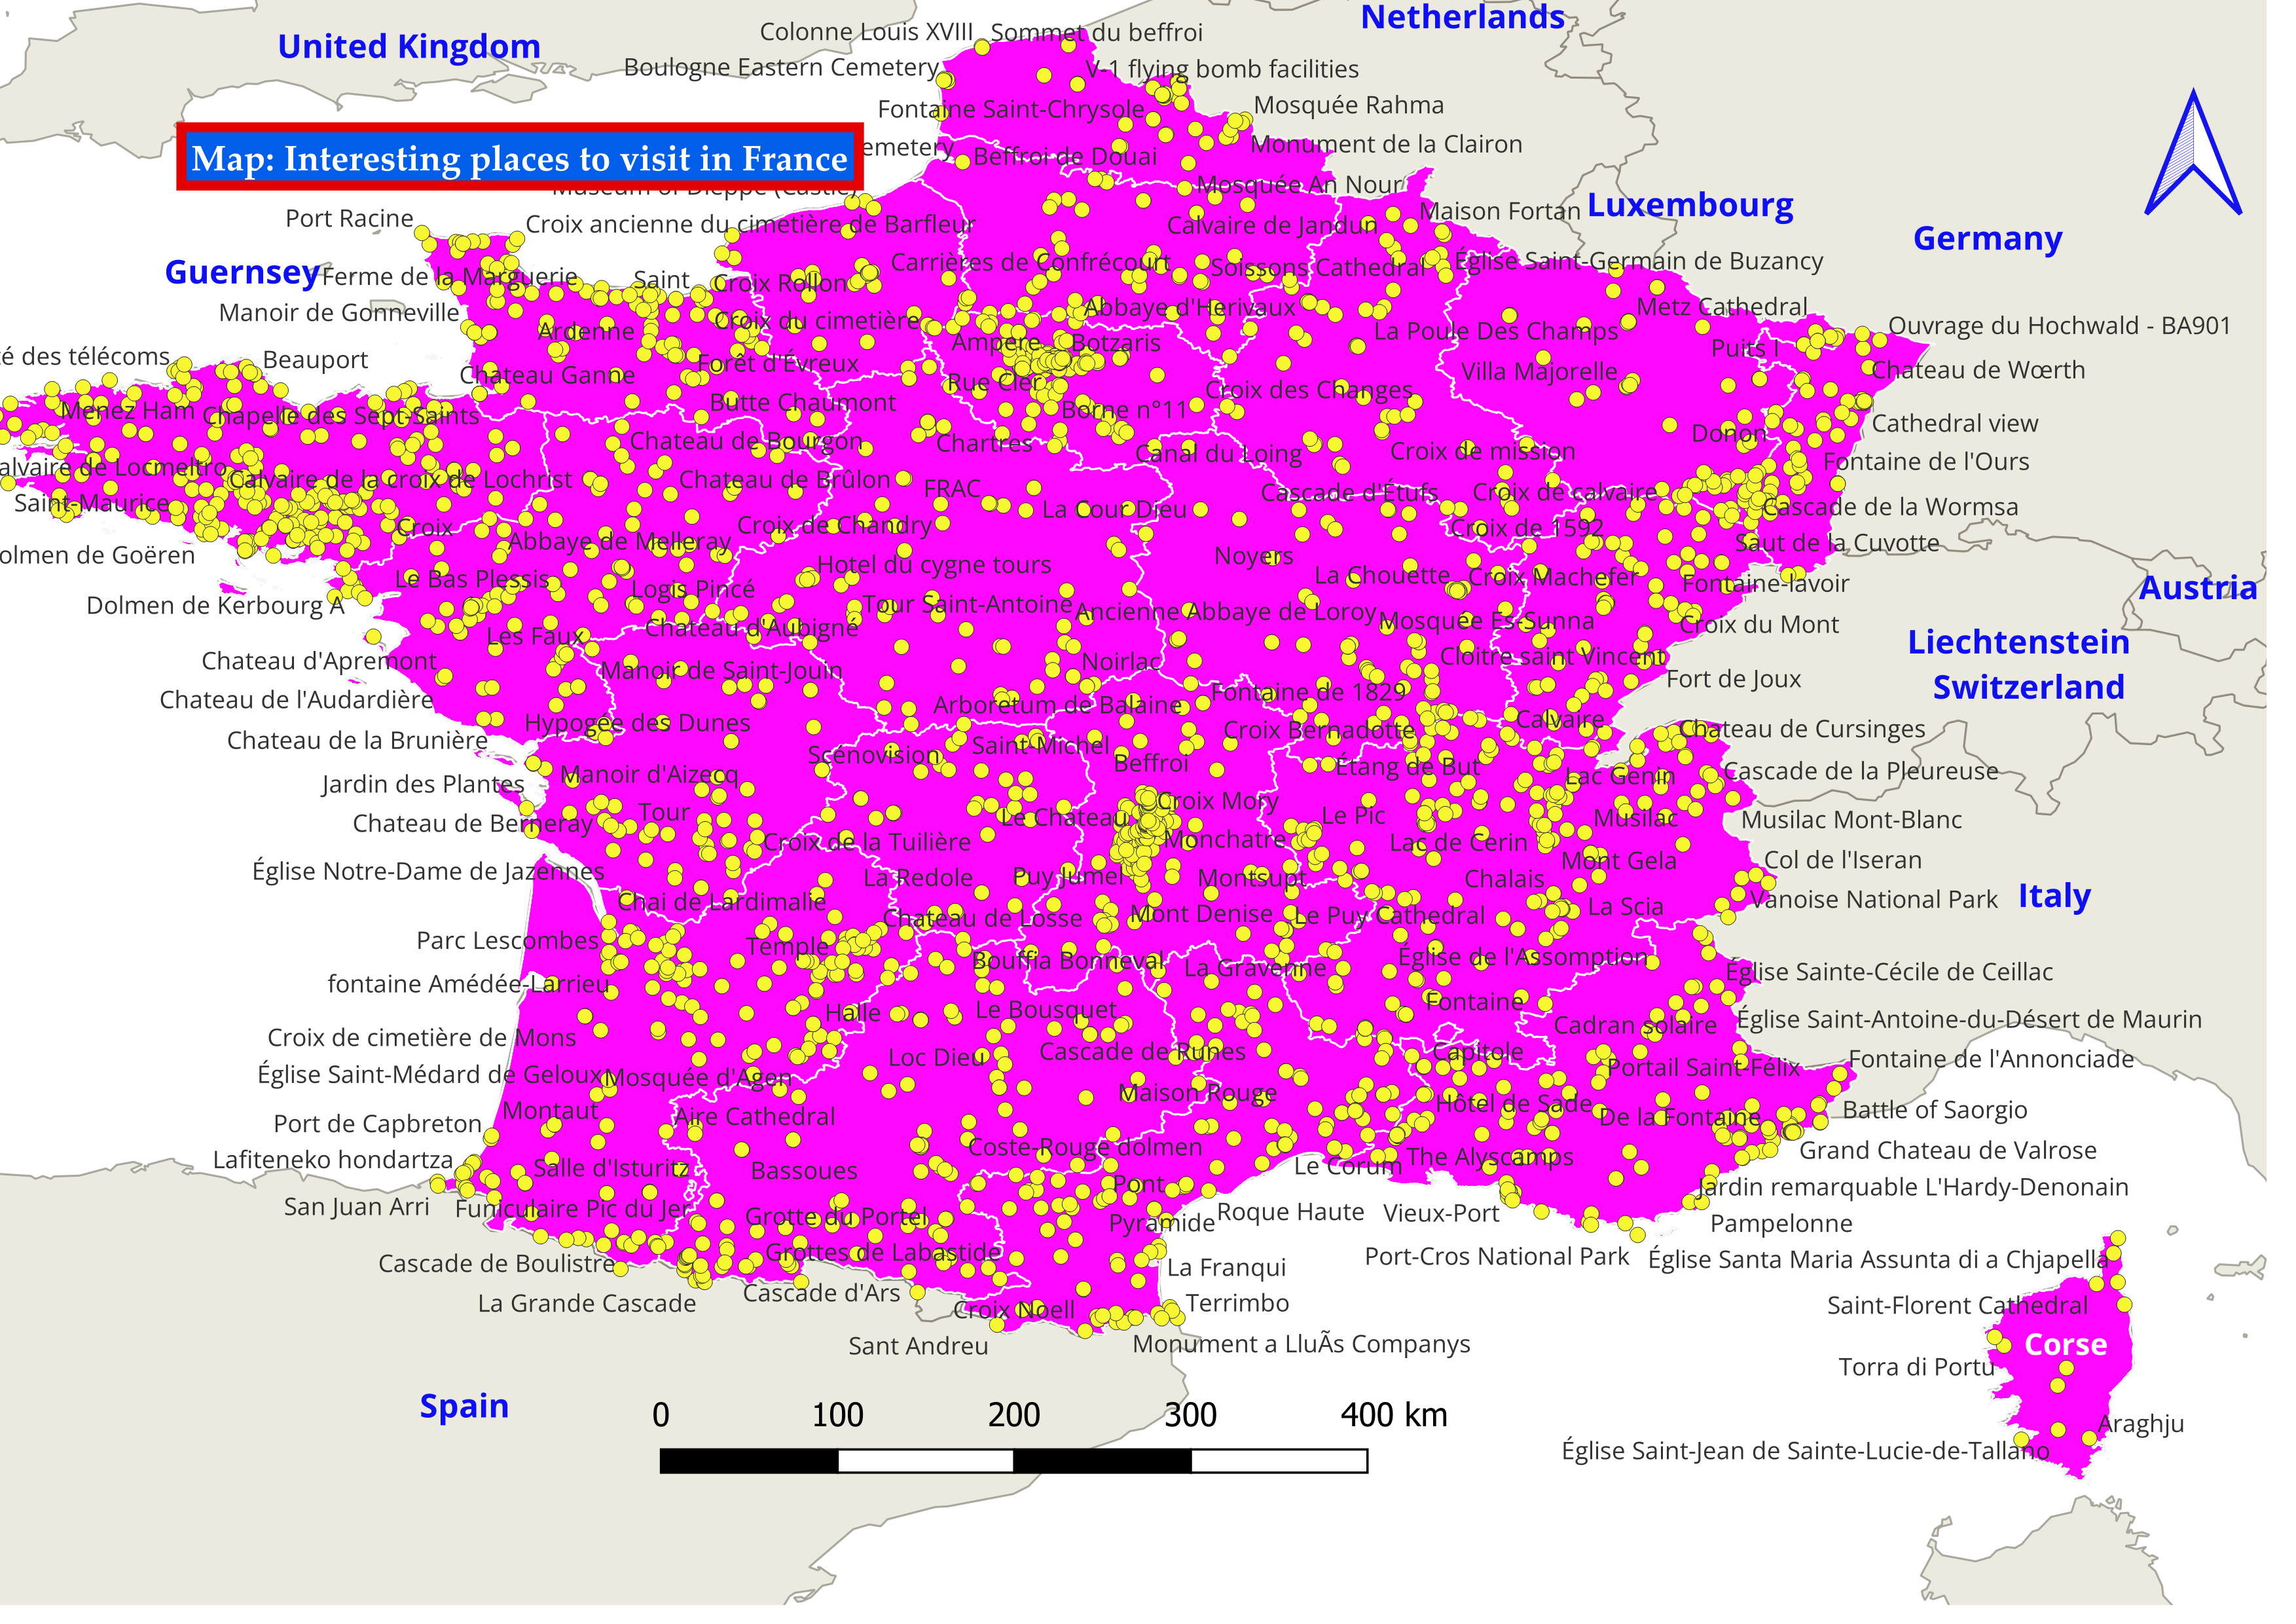 Netherlands
Colonne Louis XVIII
Sommet du beffroi
United Kingdom
Boulogne Eastern Cemetery
V-1 flying bomb facilities
Fontaine Saint-Chrysole
Mosquée Rahma
Map: Interesting places to visit in France
emetery
Beffroi de Douai
Monument de la Clairon
Museum of Dieppe (Castle)
Mosquée An Nour
Port Racine
Croix ancienne du cimetière de Barfleur
Calvaire de Jandun
Maison Fortan
Luxembourg
Germany
Guernsey
Ferme de la Marguerie
Saint
Croix Rollon
Carrières de Confrécourt
Soissons Cathedral
Église Saint-Germain de Buzancy
Manoir de Gonneville
Ardenne
Croix du cimetière
Abbaye d'Herivaux
La Poule Des Champs
Metz Cathedral
Ouvrage du Hochwald - BA901
té des télécoms
Beauport
Chateau Ganne
Forêt d'Évreux
Ampere
Botzaris
Puits I
Rue Cler
Croix des Changes
Villa Majorelle
Chateau de Wœrth
Menez Ham
Chapelle des Sept-Saints
Butte Chaumont
Borne n°11
Cathedral view
Chateau de Bourgon
Chartres
Canal du Loing
Croix de mission
Donon
Fontaine de l'Ours
alvaire de Locmeltro
Calvaire de la croix de Lochrist
Chateau de Brûlon
FRAC
Cascade d'Étufs
Croix de calvaire
Saint-Maurice
Croix
Croix de Chandry
La Cour Dieu
Croix de 1592
Cascade de la Wormsa
olmen de Goëren
Abbaye de Melleray
Hotel du cygne tours
Noyers
Saut de la Cuvotte
Le Bas Plessis
Logis Pincé
La Chouette
Croix Machefer
Fontaine-lavoir
Austria
Dolmen de Kerbourg A
Les Faux
Chateau d'Aubigné
Tour Saint-Antoine
Ancienne Abbaye de Loroy
Mosquée Es-Sunna
Croix du Mont
Liechtenstein
Chateau d'Apremont
Manoir de Saint-Jouin
Noirlac
Cloitre saint Vincent
Fort de Joux
Switzerland
Chateau de l'Audardière
Hypogée des Dunes
Arboretum de Balaine
Fontaine de 1829
Calvaire
Chateau de Cursinges
Chateau de la Brunière
Scénovision
Saint-Michel
Croix Bernadotte
Jardin des Plantes
Manoir d'Aizecq
Beffroi
Étang de But
Lac Genin
Cascade de la Pleureuse
Chateau de Berneray
Tour
Le Chateau
Croix Mory
Le Pic
Musilac
Musilac Mont-Blanc
Croix de la Tuilière
Monchatre
Lac de Cerin
Mont Gela
Col de l'Iseran
Église Notre-Dame de Jazennes
La Redole
Puy Jumel
Montsupt
Chalais
Vanoise National Park
Italy
Chai de Lardimalie
Chateau de Losse
Mont Denise
Le Puy Cathedral
La Scia
Parc Lescombes
Temple
Bouffia Bonneval
La Gravenne
Église de l'Assomption
Église Sainte-Cécile de Ceillac
fontaine Amédée-Larrieu
Halle
Le Bousquet
Fontaine
Croix de cimetière de Mons
Cadran solaire
Église Saint-Antoine-du-Désert de Maurin
Loc Dieu
Cascade de Runes
Capitole
Portail Saint-Félix
Fontaine de l'Annonciade
Église Saint-Médard de Geloux
Mosquée d'Agen
Maison Rouge
Port de Capbreton
Montaut
Aire Cathedral
Hôtel de Sade
De la Fontaine
Battle of Saorgio
Lafiteneko hondartza
Salle d'Isturitz
Bassoues
Coste-Rouge dolmen
Le Corum
The Alyscamps
Grand Chateau de Valrose
San Juan Arri
Funiculaire Pic du Jer
Grotte du Portel
Pont
Pyramide
Roque Haute
Vieux-Port
Jardin remarquable L'Hardy-Denonain
Pampelonne
Cascade de Boulistre
Grottes de Labastide
La Franqui
Port-Cros National Park
Église Santa Maria Assunta di a Chjapella
La Grande Cascade
Cascade d'Ars
Croix Noell
Terrimbo
Saint-Florent Cathedral
Sant Andreu
Monument a LluÃs Companys
Corse
Torra di Portu
Spain
0 100 200 300 400 km
Araghju
Église Saint-Jean de Sainte-Lucie-de-Tallano